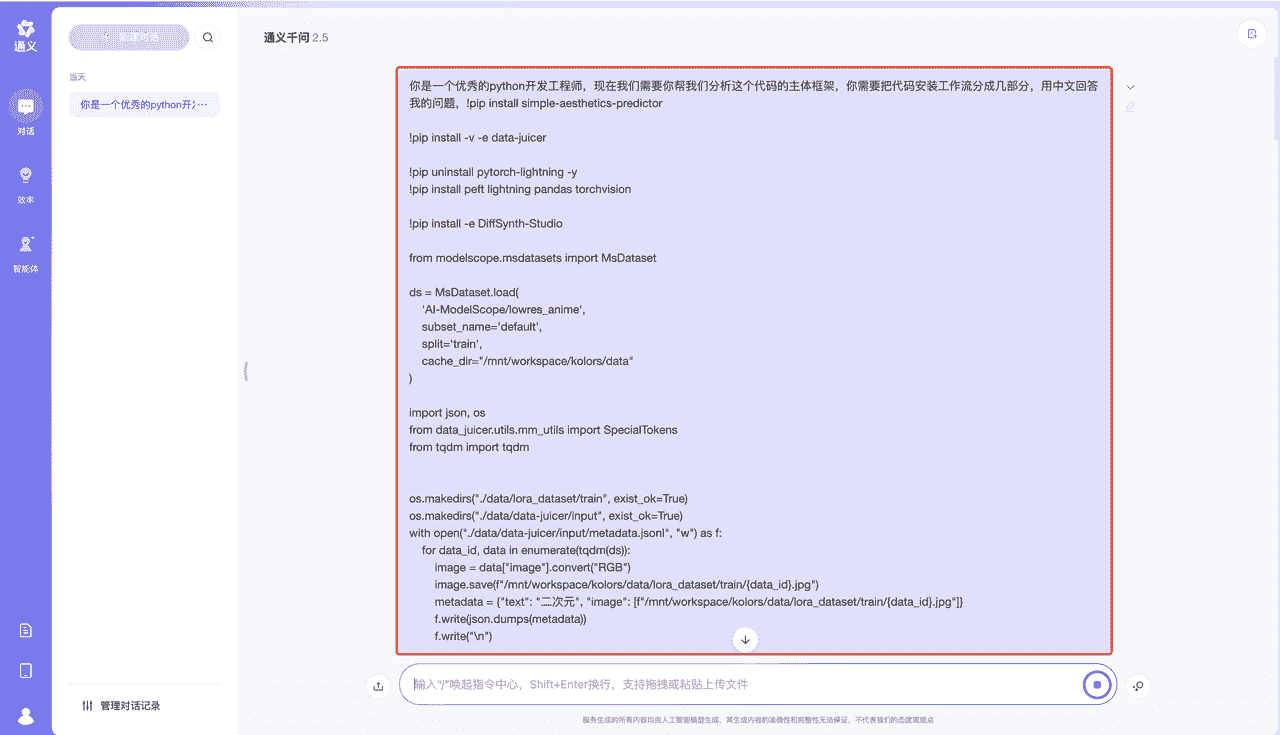 通义
对话
效率
智能体
当天
你是一个优秀的python开发···
管理对话记录
通义千问 2.5
你是一个优秀的python开发工程师，现在我们需要你帮我们分析这个代码的主体框架，你需要把代码安装工作流分成几部分，用中文回答
我的问题，!pip install simple-aesthetics-predictor
!pip install -v -e data-juicer
!pip uninstall pytorch-lightning -y
!pip install peft lightning pandas torchvision
!pip install -e DiffSynth-Studio
from modelscope.msdatasets import MsDataset
ds = MsDataset.load(
'AI-ModelScope/lowres_anime',
subset_name='default',
split='train',
cache_dir="/mnt/workspace/kolors/data"
)
import json, os
from data_juicer.utils.mm_utils import SpecialTokens
from tqdm import tqdm
os.makedirs("./data/lora_dataset/train", exist_ok=True)
os.makedirs("./data/data-juicer/input", exist_ok=True)
with open("./data/data-juicer/input/metadata.jsonl", "w") as f:
for data_id, data in enumerate(tqdm(ds)):
image = data["image"].convert("RGB")
image.save(f"/mnt/workspace/kolors/data/lora_dataset/train/{data_id}.jpg")
metadata = {"text": "二次元", "image": [f"/mnt/workspace/kolors/data/lora_dataset/train/{data_id}.jpg"]}
f.write(json.dumps(metadata))
f.write("\n")
输入“/”唤起指令中心，Shift+Enter换行，支持拖拽或粘贴上传文件
服务生成的所有内容均由人工智能模型生成，其生成内容的准确性和完整性无法保证，不代表我们的态度或观点